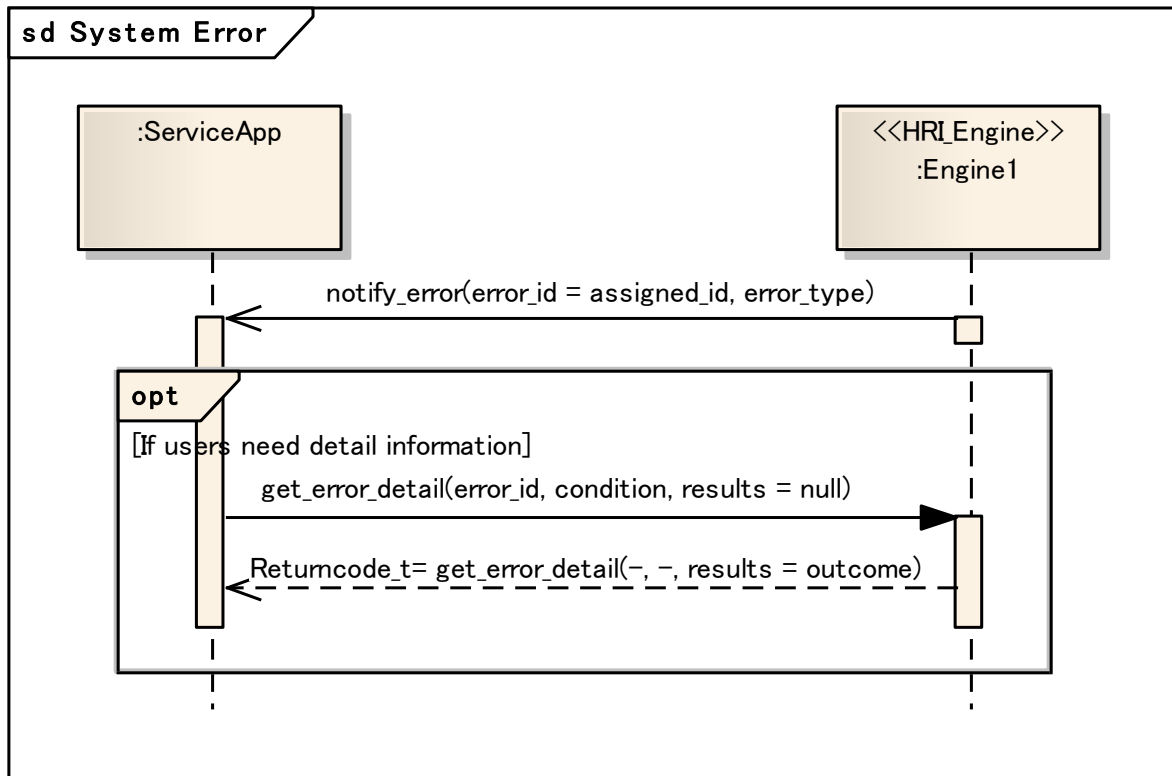 sd System Error
:ServiceApp
<<HRI_Engine>>
:Engine1
notify_error(error_id = assigned_id, error_type)
opt
[If users need detail information]
get_error_detail(error_id, condition, results = null)
Returncode_t= get_error_detail(-, -, results = outcome)